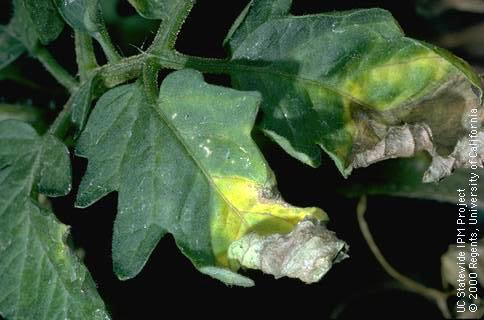 UC Statewide IPM Project
© 2000 Regents, University of California